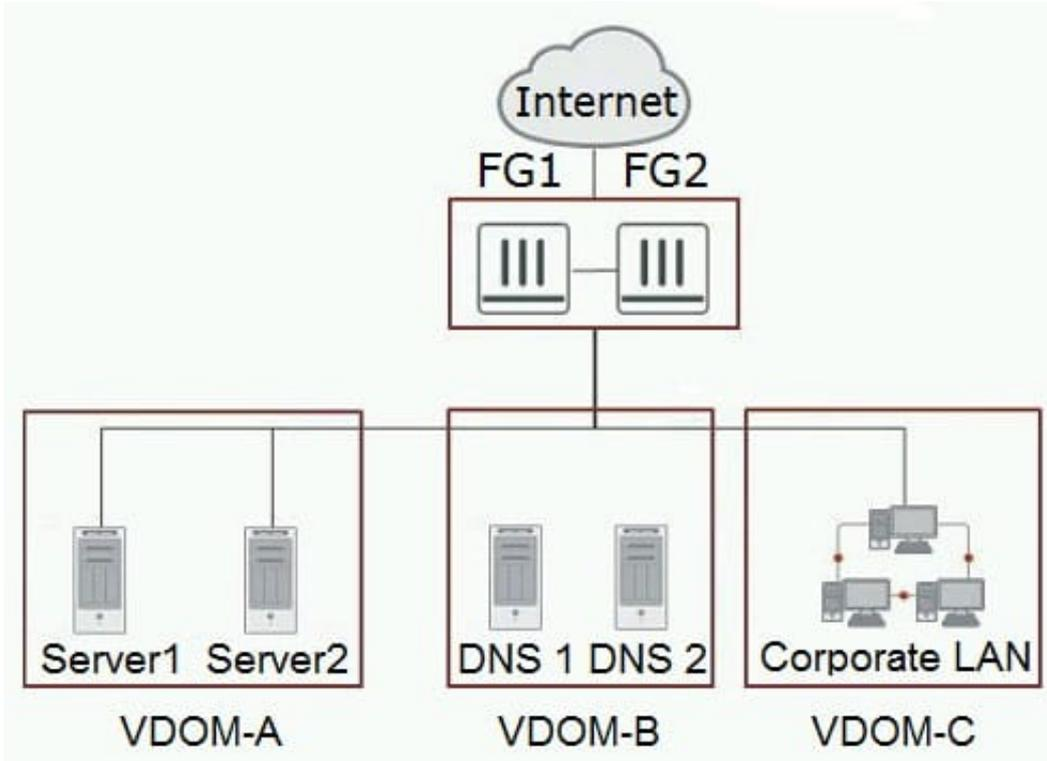 Internet
FG1 FG2
Server1 Server2
DNS 1 DNS 2
Corporate LAN
VDOM-A
VDOM-B
VDOM-C